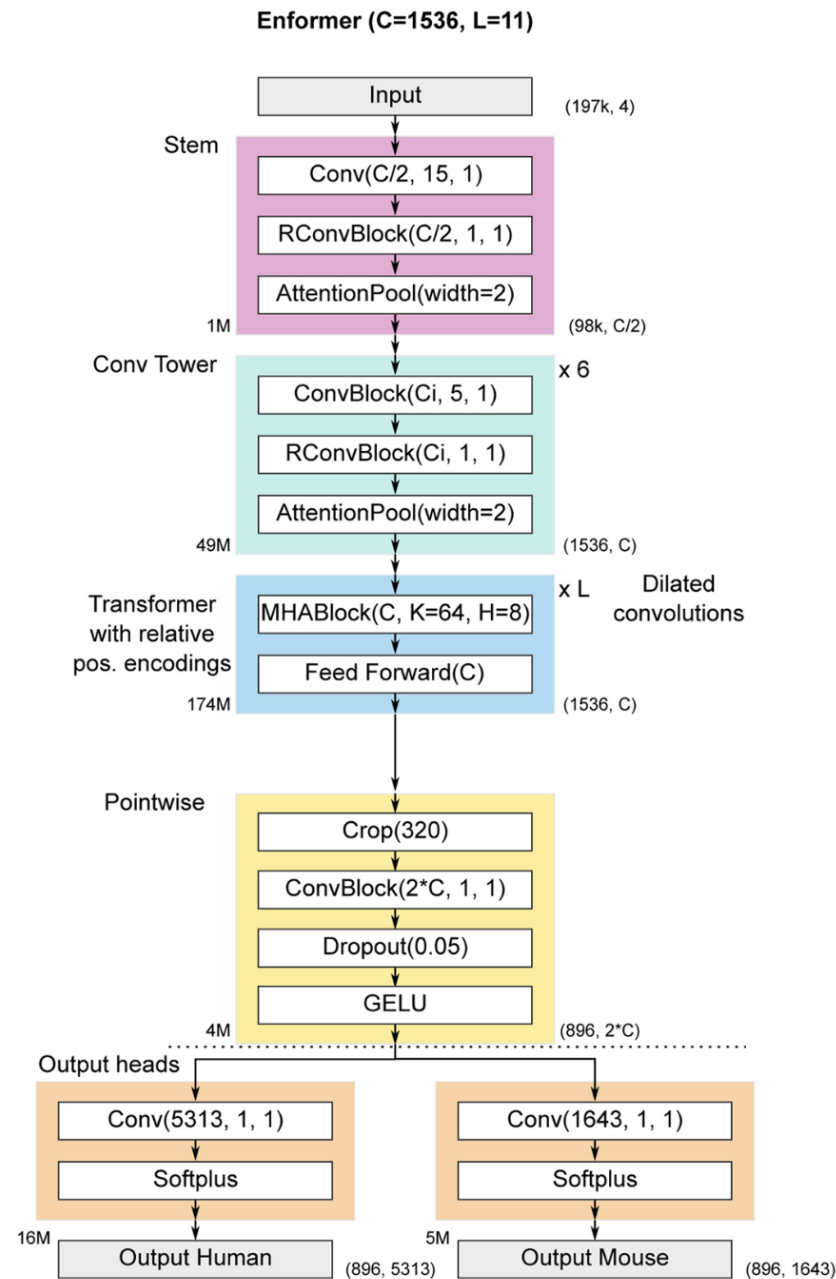 Enformer (C=1536, L=11)
Input
(197k, 4)
Stem
Conv(C/2, 15, 1)
RConvBlock(C/2, 1, 1)
AttentionPool(width=2)
1M
(98k, C/2)
Conv Tower
x 6
ConvBlock(Ci, 5, 1)
RConvBlock(Ci, 1, 1)
AttentionPool(width=2)
49M
(1536, C)
Transformer
with relative
pos. encodings
x L
Dilated
convolutions
MHABlock(C, K=64, H=8)
Feed Forward(C)
174M
(1536, C)
Pointwise
Crop(320)
ConvBlock(2*C, 1, 1)
Dropout(0.05)
GELU
4M
(896, 2*C)
Output heads
Conv(5313, 1, 1)
Softplus
16M
Output Human
(896, 5313)
Conv(1643, 1, 1)
Softplus
5M
Output Mouse
(896, 1643)